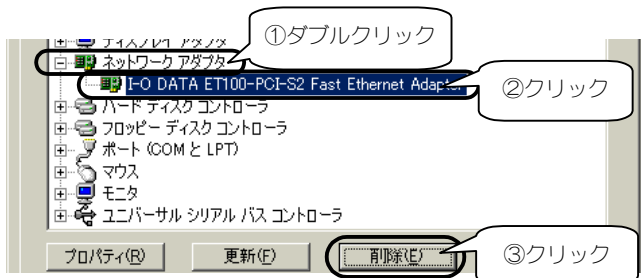 ディスプレイ アダプタ
①ダブルクリック
ネットワーク アダプタ
I-O DATA ET100-PCI-S2 Fast Ethernet Adapter
②クリック
ハード ディスク コントローラ
フロッピー ディスク コントローラ
ポート (COM と LPT)
マウス
モニタ
ユニバーサル シリアル バス コントローラ
プロパティ(R)
更新(F)
削除(E)
③クリック